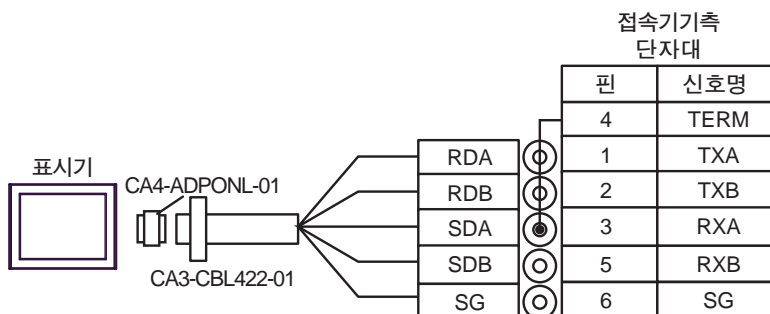 접속기기측
단자대
핀 신호명
4 TERM
표시기
CA4-ADPONL-01
CA3-CBL422-01
RDA 1 TXA
RDB 2 TXB
SDA 3 RXA
SDB 5 RXB
SG 6 SG